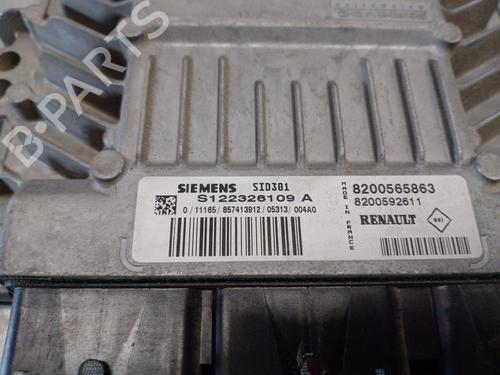 B-PARTS
SIEMENS SID301
S122326109 A
0/11165/857413912/05313/004A0
MADE IN FRANCE
8200565863
8200592611
RENAULT